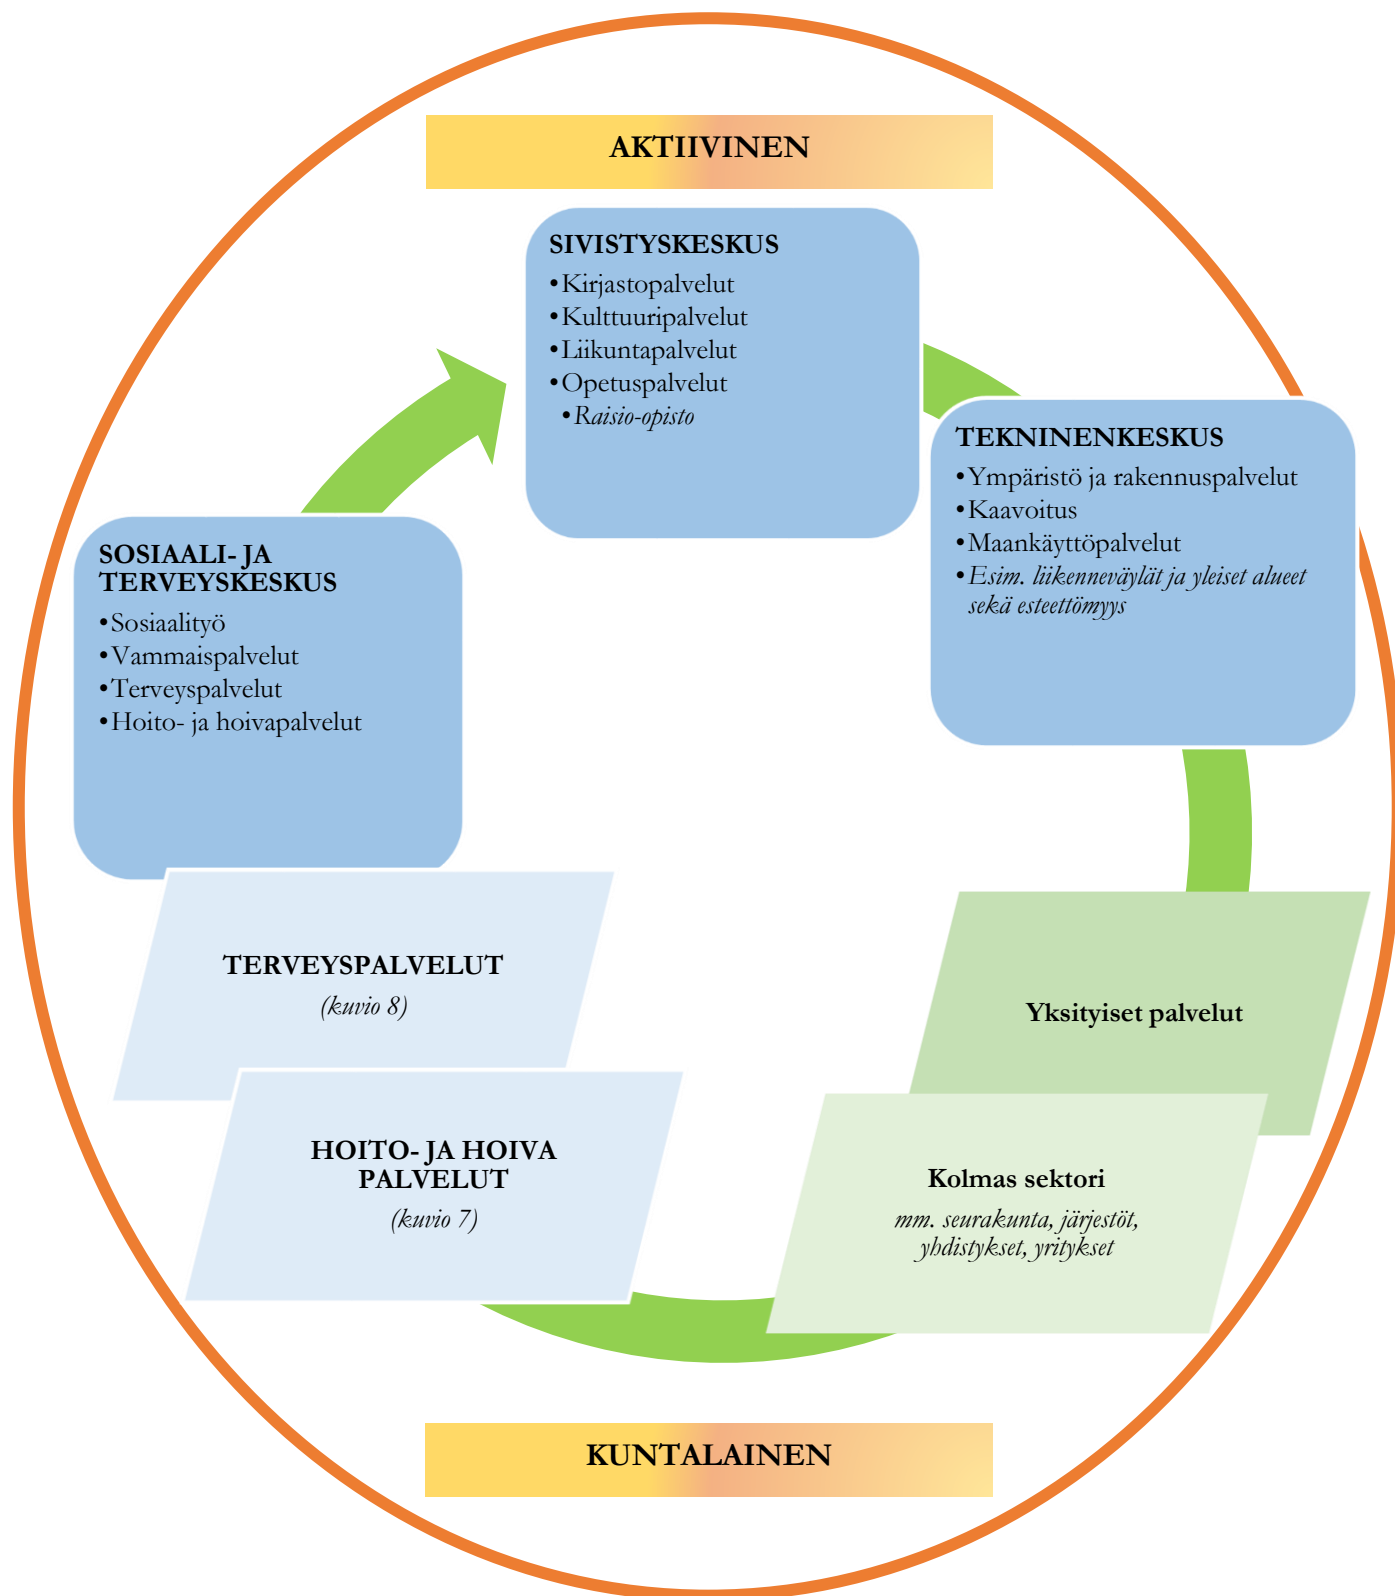 AKTIIVINEN
SIVISTYSKESKUS
•Kirjastopalvelut
•Kulttuuripalvelut
•Liikuntapalvelut
•Opetuspalvelut
•Raisio-opisto
TEKNINENKESKUS
•Ympäristö ja rakennuspalvelut
•Kaavoitus
•Maankäyttöpalvelut
•Esim. liikenneväylät ja yleiset alueet
sekä esteettömyys
SOSIAALI- JA
TERVEYSKESKUS
•Sosiaalityö
•Vammaispalvelut
•Terveyspalvelut
•Hoito- ja hoivapalvelut
TERVEYSPALVELUT
(kuvio 8)
HOITO- JA HOIVA
PALVELUT
(kuvio 7)
Yksityiset palvelut
Kolmas sektori
mm. seurakunta, järjestöt,
yhdistykset, yritykset
KUNTALAINEN